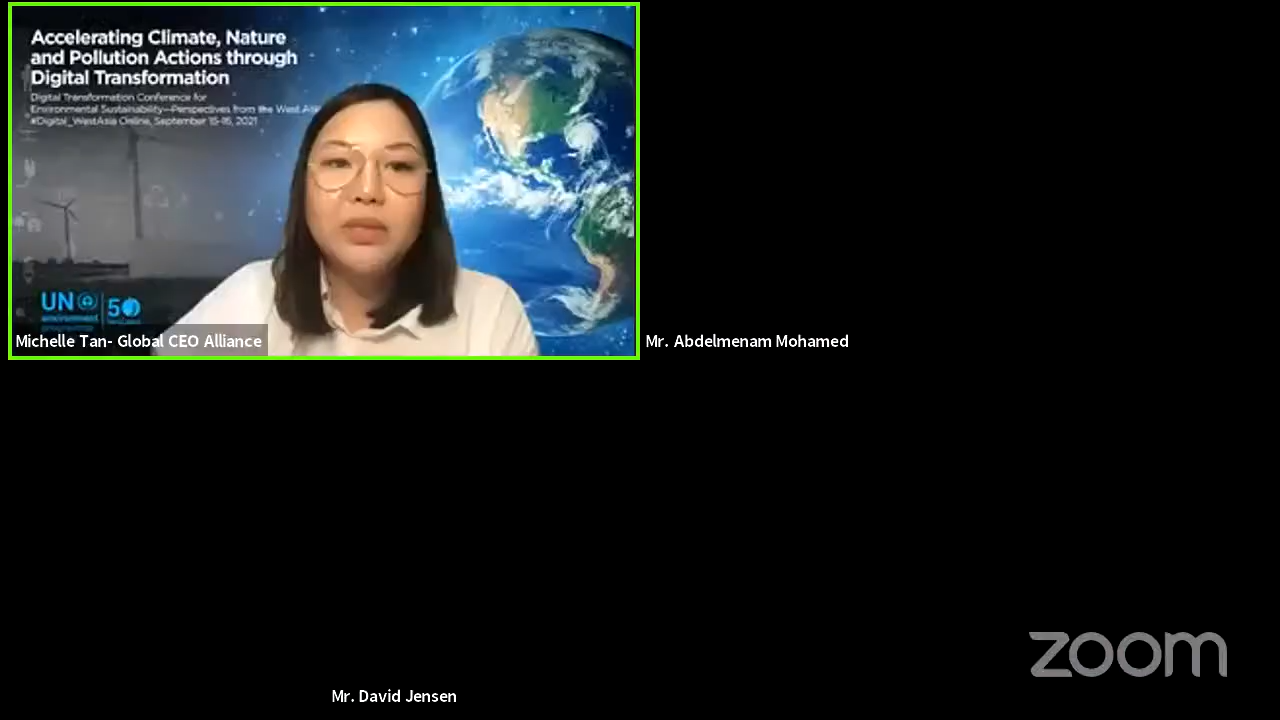 Accelerating Climate, Nature
and Pollution Actions through
Digital Transformation
Digital Transformation Conference for
Environmental Sustainability—Perspectives from the West
#Digital_WestAsia Online, September 15-16, 2021
UN
environment
programme
50
Michelle Tan- Global CEO Alliance
Mr. Abdelmenam Mohamed
Mr. David Jensen
zoom